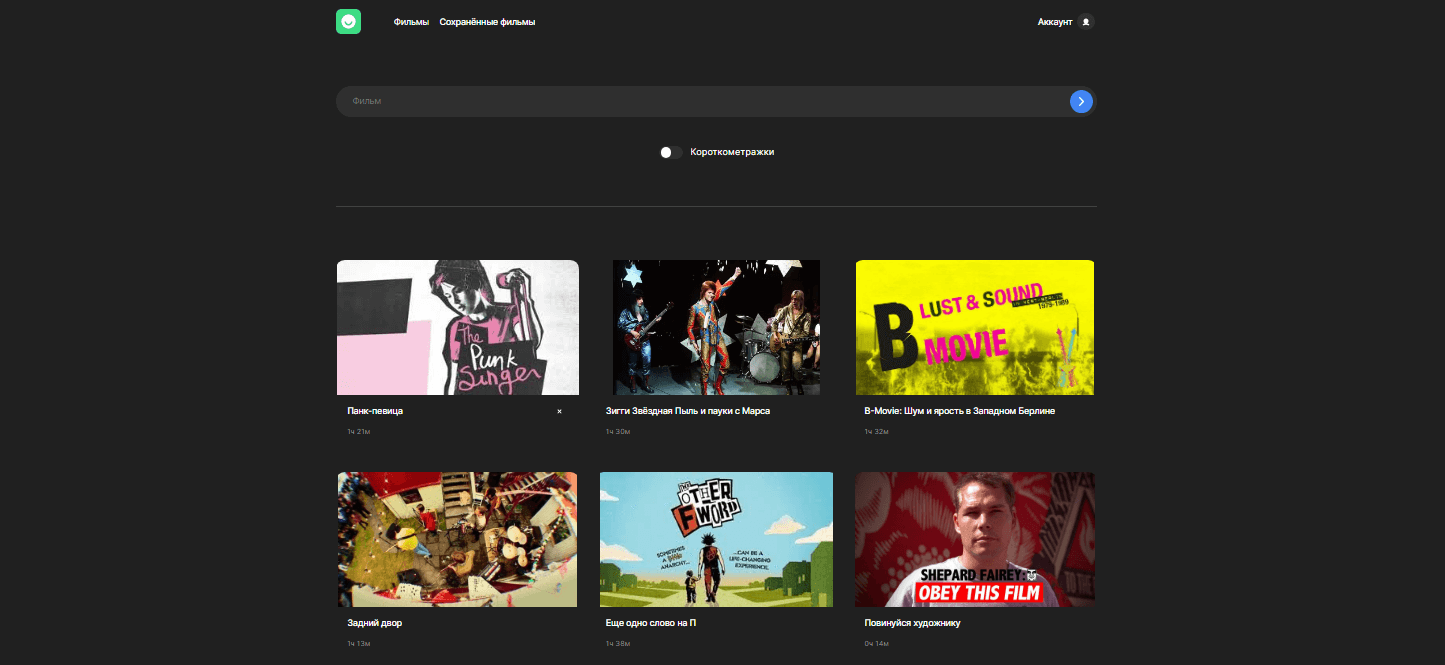 Фильмы Сохранённые фильмы Аккаунт
Фильм
Короткометражки
The
Punk
Singer
B LUST & SOUND
1979-1989
MOVIE
Панк-певица × Зигги Звёздная Пыль и пауки с Марса B-Movie: Шум и ярость в Западном Берлине
1ч 21м 1ч 30м 1ч 32м
THE
OTHER
F WORD
SOMETIMES
A
ANARCHY...
...CAN BE A
LIFE-CHANGING
EXPERIENCE.
SHEPARD FAIREY:
OBEY THIS FILM
Задний двор Еще одно слово на П Повинуйся художнику
1ч 13м 1ч 38м 0ч 14м